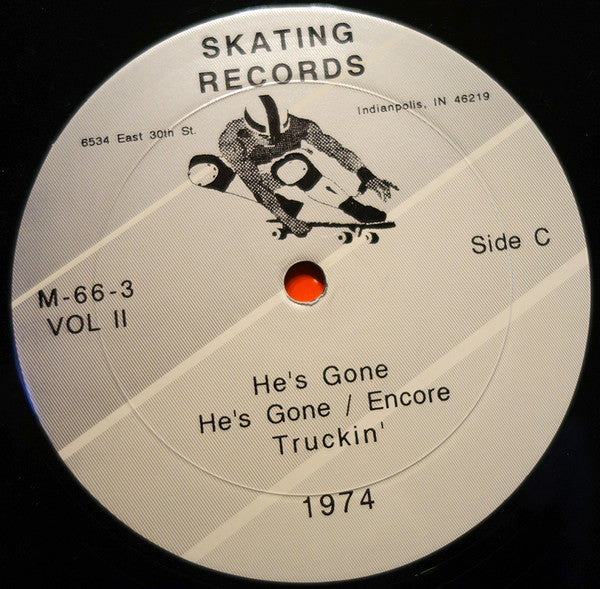 SKATING
RECORDS
6534 East 30th St.
Indianpolis, IN 46219
Side C
M-66-3
VOL II
He's Gone
He's Gone / Encore
Truckin'
1974